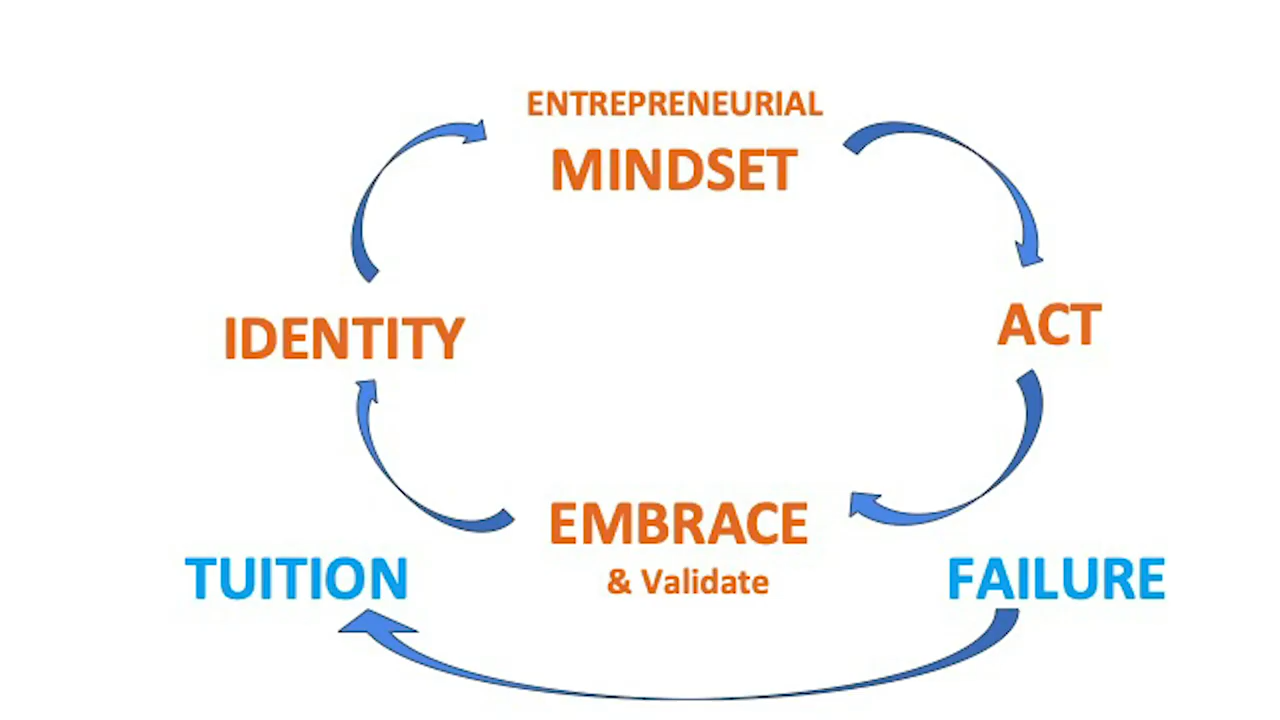 ENTREPRENEURIAL
MINDSET
IDENTITY
ACT
EMBRACE
& Validate
TUITION
FAILURE